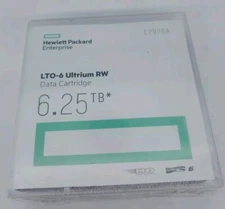 Hewlett Packard
Enterprise
C7976A
LTO-6 Ultrium RW
Data Cartridge
6.25TB*